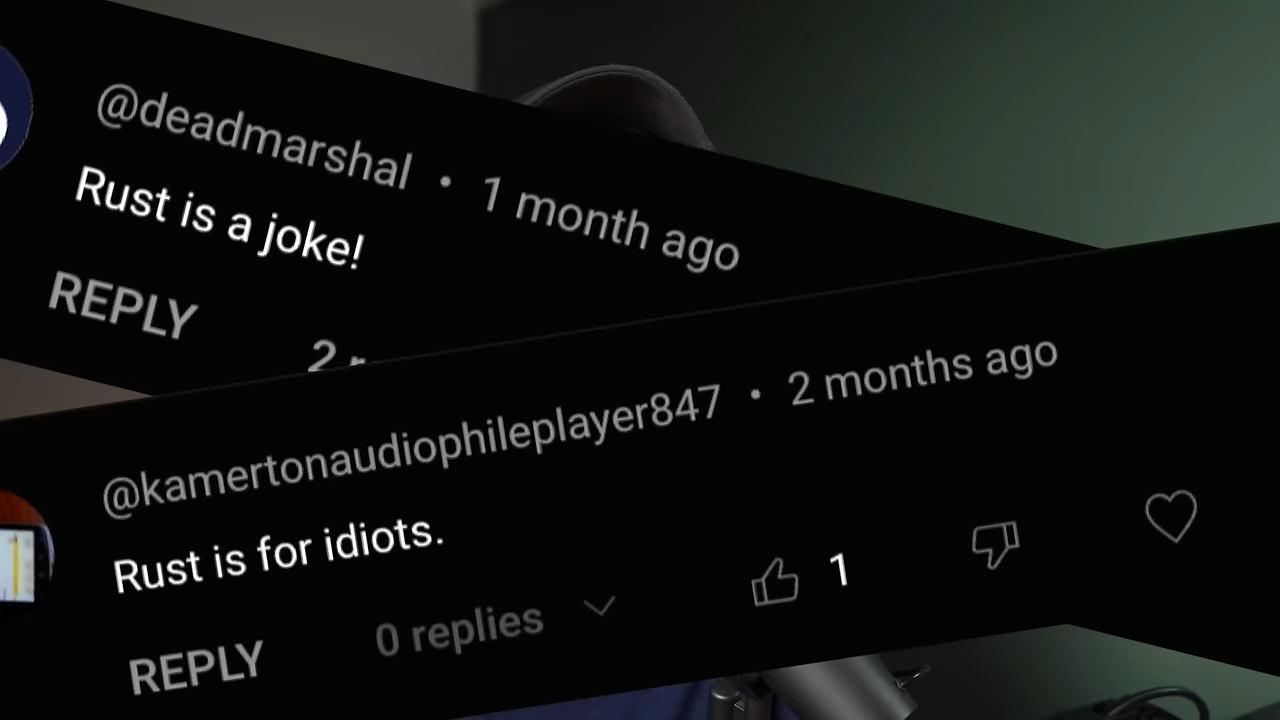 @deadmarshal • 1 month ago
Rust is a joke!
REPLY 2
@kamertonaudiophileplayer847 • 2 months ago
Rust is for idiots.
REPLY 0 replies 1